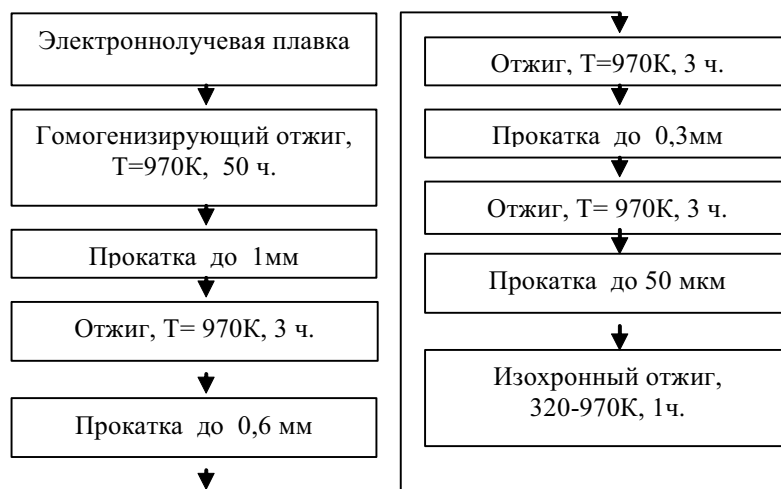 Электроннолучевая плавка
Гомогенизирующий отжиг,
Т=970К, 50 ч.
Прокатка до 1мм
Отжиг, Т= 970К, 3 ч.
Прокатка до 0,6 мм
Отжиг, Т=970К, 3 ч.
Прокатка до 0,3мм
Отжиг, Т= 970К, 3 ч.
Прокатка до 50 мкм
Изохронный отжиг,
320-970К, 1ч.